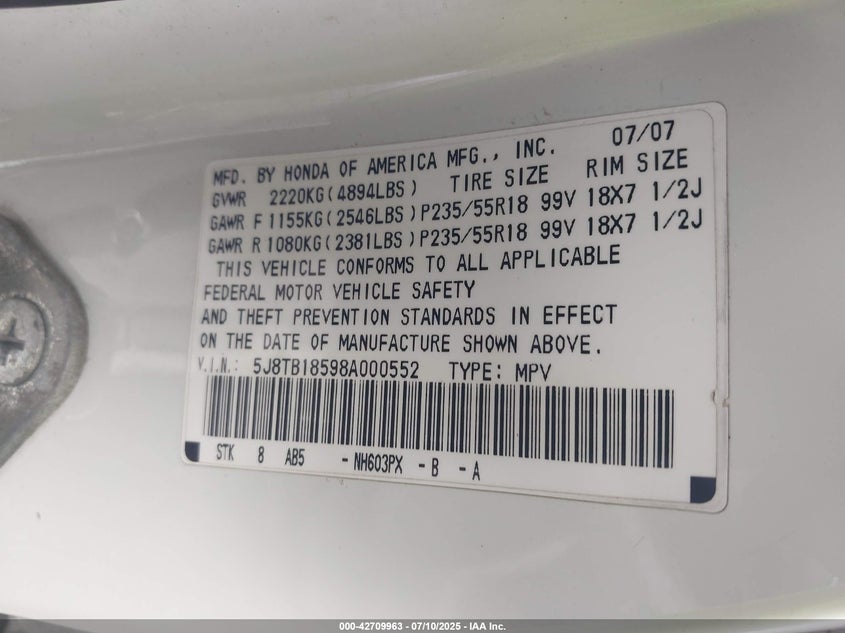 MFD. BY HONDA OF AMERICA MFG., INC. 07/07
GVWR 2220KG(4894LBS) TIRE SIZE RIM SIZE
GAWR F 1155KG(2546LBS)P235/55R18 99V 18X7 1/2J
GAWR R 1080KG(2381LBS)P235/55R18 99V 18X7 1/2J
THIS VEHICLE CONFORMS TO ALL APPLICABLE
FEDERAL MOTOR VEHICLE SAFETY
AND THEFT PREVENTION STANDARDS IN EFFECT
ON THE DATE OF MANUFACTURE SHOWN ABOVE.
V.I.N.: 5J8TB18598A000552 TYPE: MPV
STK 8 AB5 -NH603PX -B -A
000-42709963 / 07/10/2025 - IAA Inc.